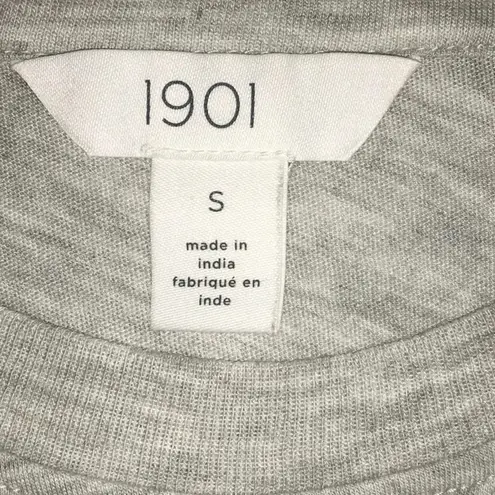 1901
S
made in
india
fabriqué en
inde